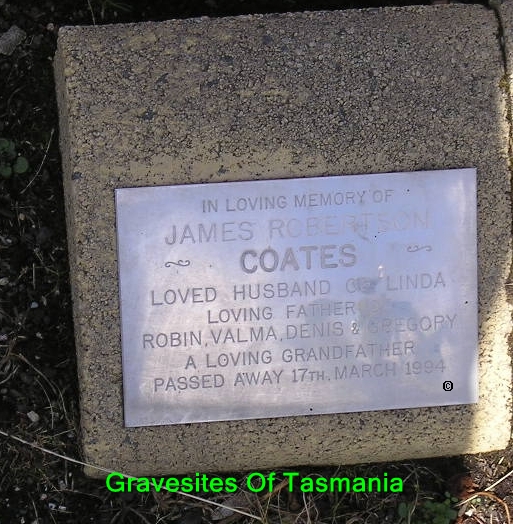 IN LOVING MEMORY OF
JAMES ROBERTSON
COATES
LOVED HUSBAND OF LINDA
LOVING FATHER OF
ROBIN, VALMA, DENIS & GREGORY
A LOVING GRANDFATHER
PASSED AWAY 17TH. MARCH 1994
©
Gravesites Of Tasmania